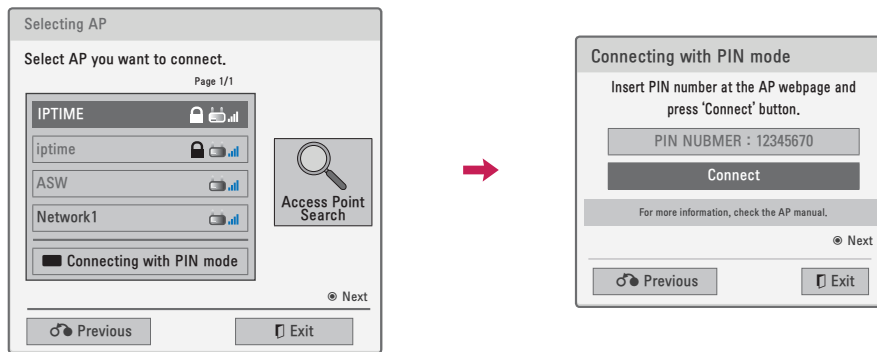 Selecting AP
Select AP you want to connect.
Page 1/1
IPTIME
iptime
ASW
Network1
Connecting with PIN mode
Access Point
Search
Next
Previous
Exit
Connecting with PIN mode
Insert PIN number at the AP webpage and
press ‘Connect’ button.
PIN NUBMER : 12345670
Connect
For more information, check the AP manual.
Next
Previous
Exit